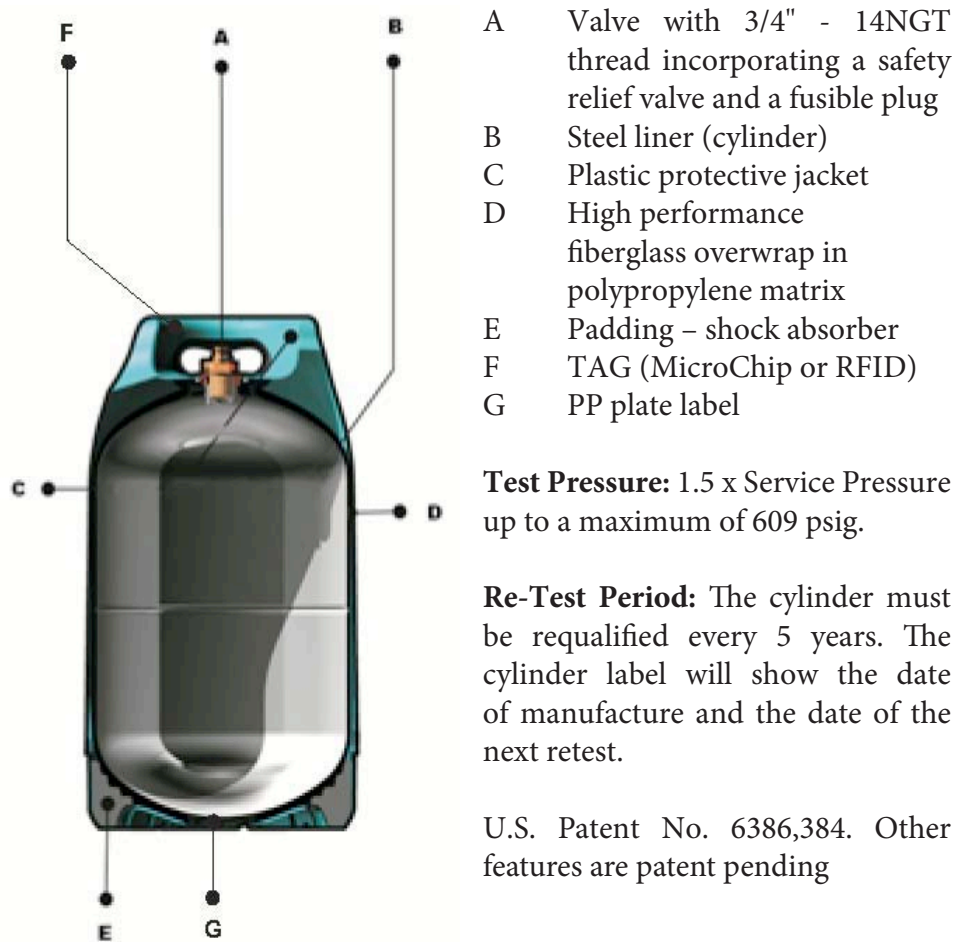 F
A
B
C
D
E
G
A Valve with 3/4" - 14NGT
thread incorporating a safety
relief valve and a fusible plug
B Steel liner (cylinder)
C Plastic protective jacket
D High performance
fiberglass overwrap in
polypropylene matrix
E Padding – shock absorber
F TAG (MicroChip or RFID)
G PP plate label
Test Pressure: 1.5 x Service Pressure
up to a maximum of 609 psig.
Re-Test Period: The cylinder must
be requalified every 5 years. The
cylinder label will show the date
of manufacture and the date of the
next retest.
U.S. Patent No. 6386,384. Other
features are patent pending